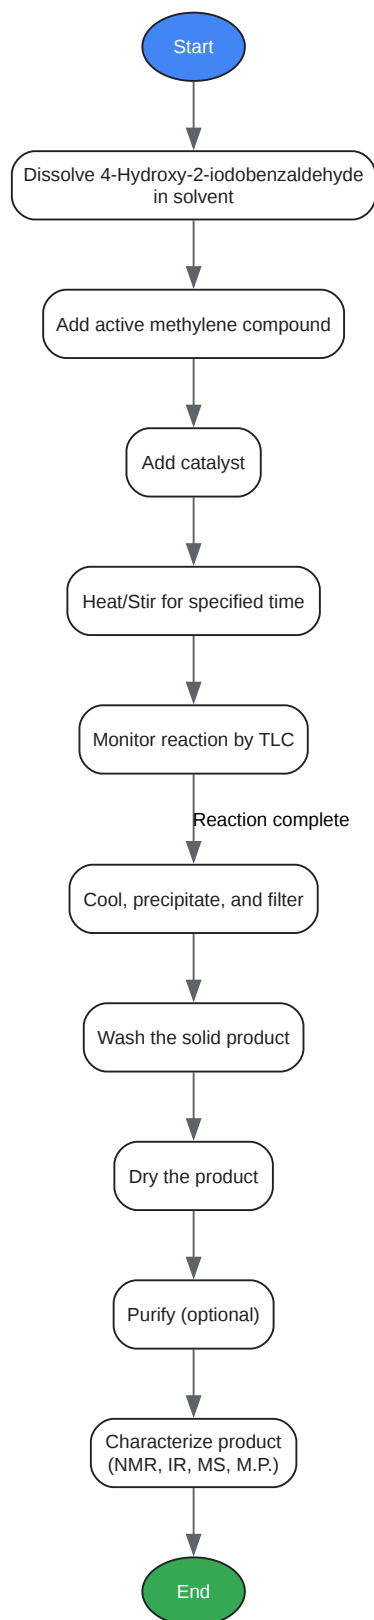 Start
Dissolve 4-Hydroxy-2-iodobenzaldehyde
in solvent
Add active methylene compound
Add catalyst
Heat/Stir for specified time
Monitor reaction by TLC
Reaction complete
Cool, precipitate, and filter
Wash the solid product
Dry the product
Purify (optional)
Characterize product
(NMR, IR, MS, M.P.)
End